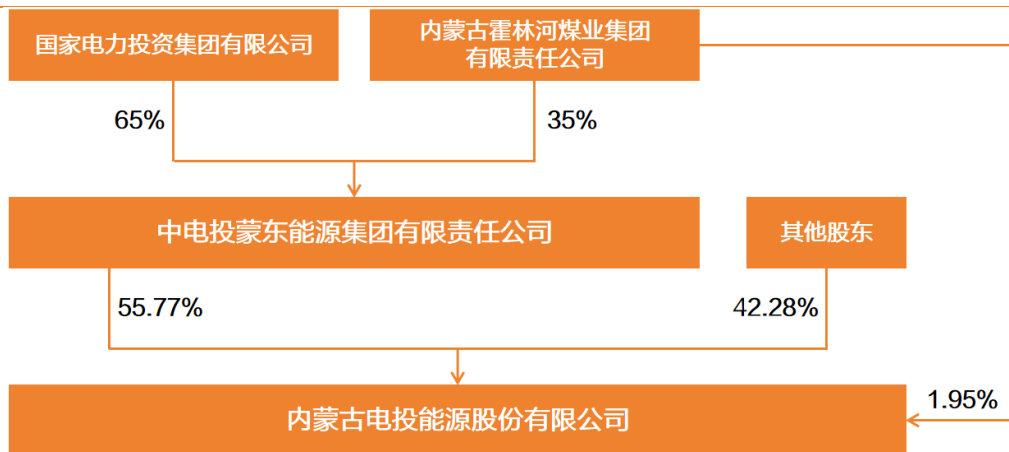 国家电力投资集团有限公司
内蒙古霍林河煤业集团
有限责任公司
65%
35%
中电投蒙东能源集团有限责任公司
其他股东
55.77%
42.28%
内蒙古电投能源股份有限公司
1.95%